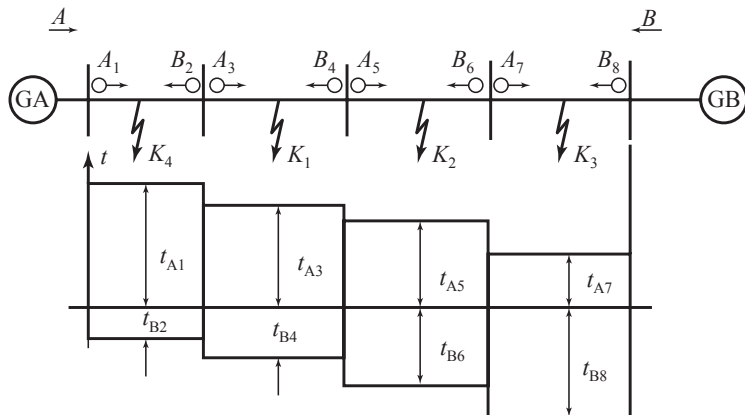 A B
A1 B2 A3 B4 A5 B6 A7 B8
GA GB
t K4 K1 K2 K3
tA1 tA3 tA5 tA7
tB2 tB4 tB6 tB8